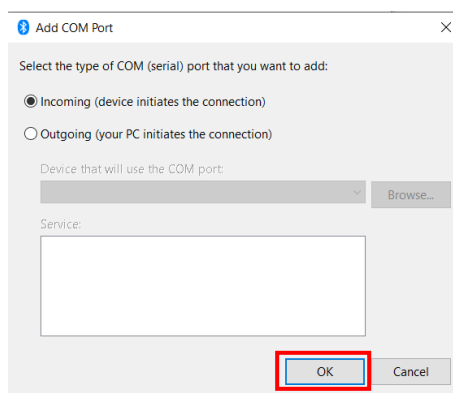 Add COM Port
Select the type of COM (serial) port that you want to add:
Incoming (device initiates the connection)
Outgoing (your PC initiates the connection)
Device that will use the COM port:
Browse...
Service:
OK Cancel